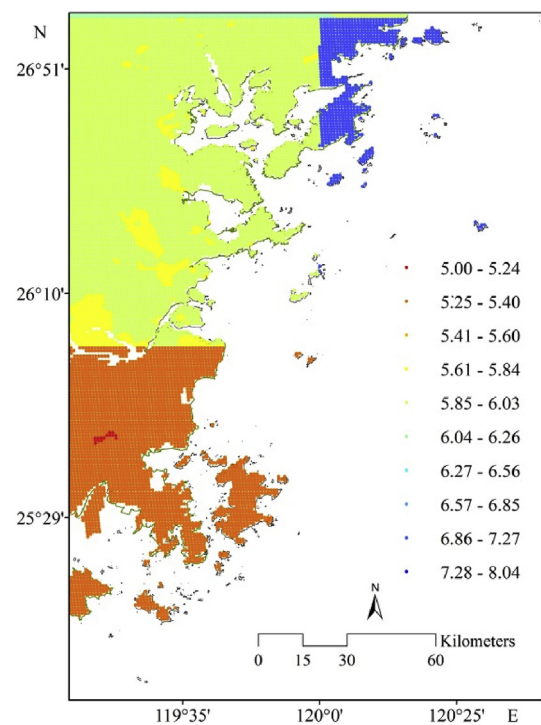 N
26°51'
26°10'
25°29'
5.00 - 5.24
5.25 - 5.40
5.41 - 5.60
5.61 - 5.84
5.85 - 6.03
6.04 - 6.26
6.27 - 6.56
6.57 - 6.85
6.86 - 7.27
7.28 - 8.04
N
Kilometers
0 15 30 60
119°35' 120°0' 120°25' E